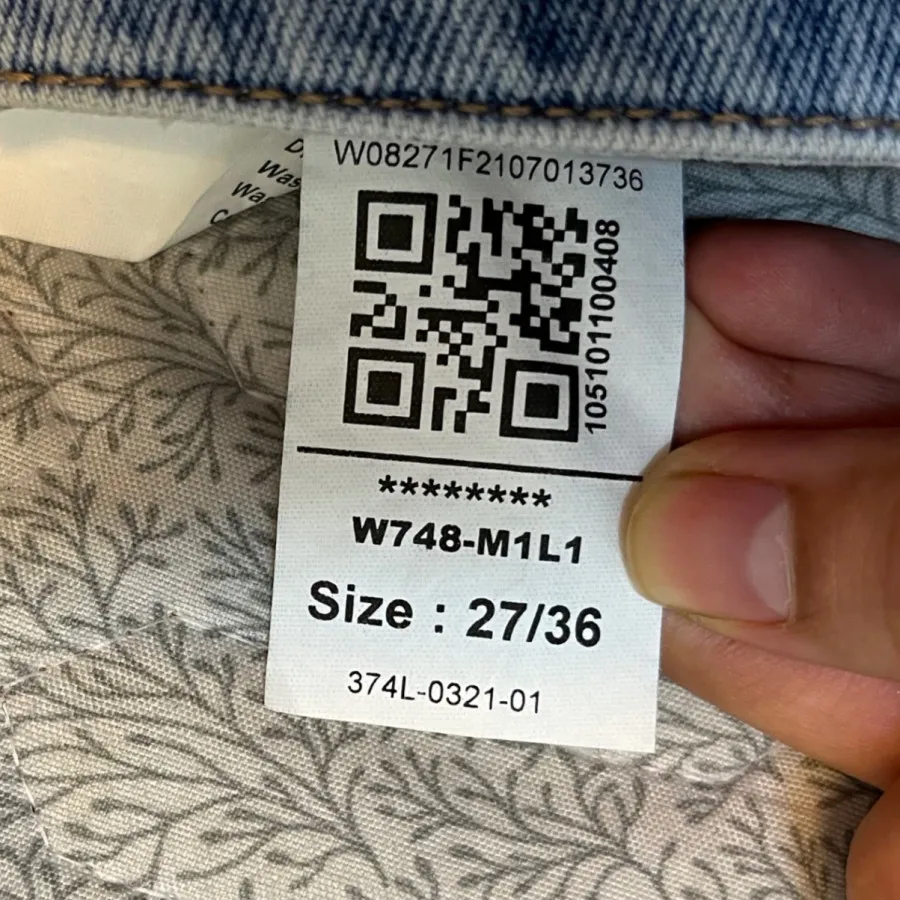 W08271F2107013736
105101100408
********
W748-M1L1
Size : 27/36
374L-0321-01